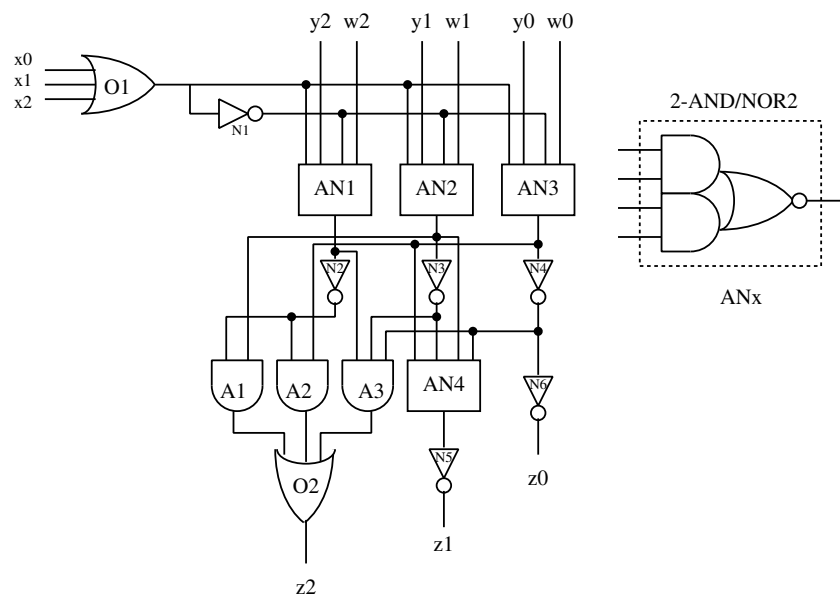 y2 w2 y1 w1 y0 w0
x0
x1
x2
O1
N1
2-AND/NOR2
AN1 AN2 AN3
N2 N3 N4
ANx
A1 A2 A3 AN4
N6
O2
N5
z0
z1
z2